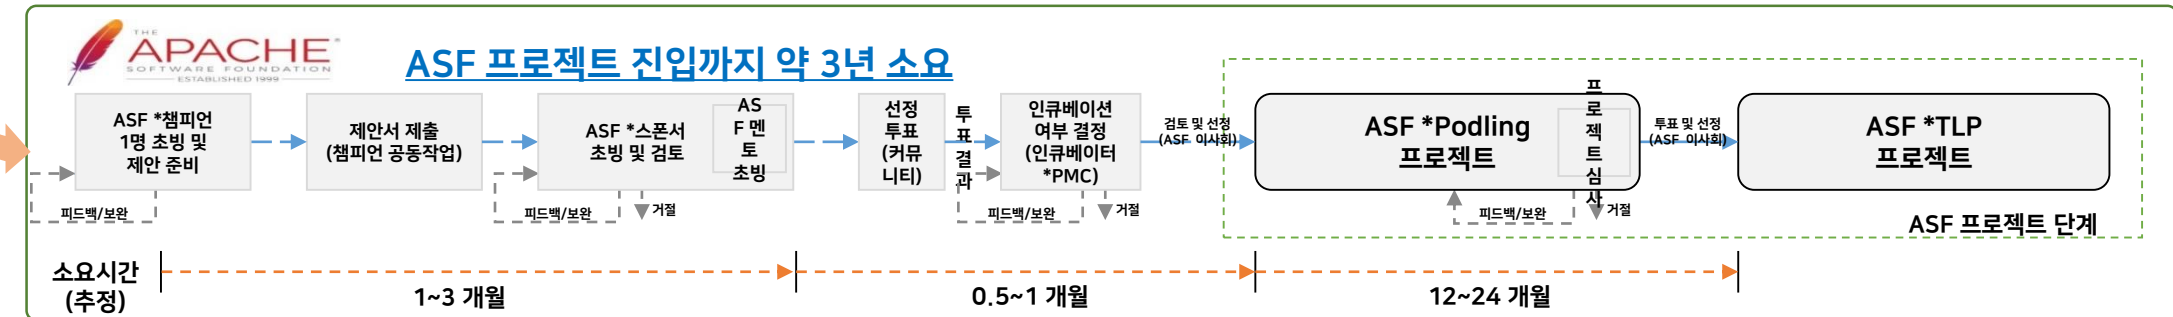 THE
APACHE
SOFTWARE FOUNDATION
ESTABLISHED 1999
ASF 프로젝트 진입까지 약 3년 소요
ASF *챔피언
1명 초빙 및
제안 준비
피드백/보완
제안서 제출
(챔피언 공동작업)
ASF *스폰서
초빙 및 검토
AS
F 멘
토
초빙
피드백/보완
거절
선정
투표
(커뮤
니티)
투
표
결
과
인큐베이션
여부 결정
(인큐베이터
*PMC)
피드백/보완
거절
검토 및 선정
(ASF 이사회)
ASF *Podling
프로젝트
프
로
젝
트
심
사
피드백/보완
거절
투표 및 선정
(ASF 이사회)
ASF *TLP
프로젝트
ASF 프로젝트 단계
소요시간
(추정)
1~3 개월
0.5~1 개월
12~24 개월